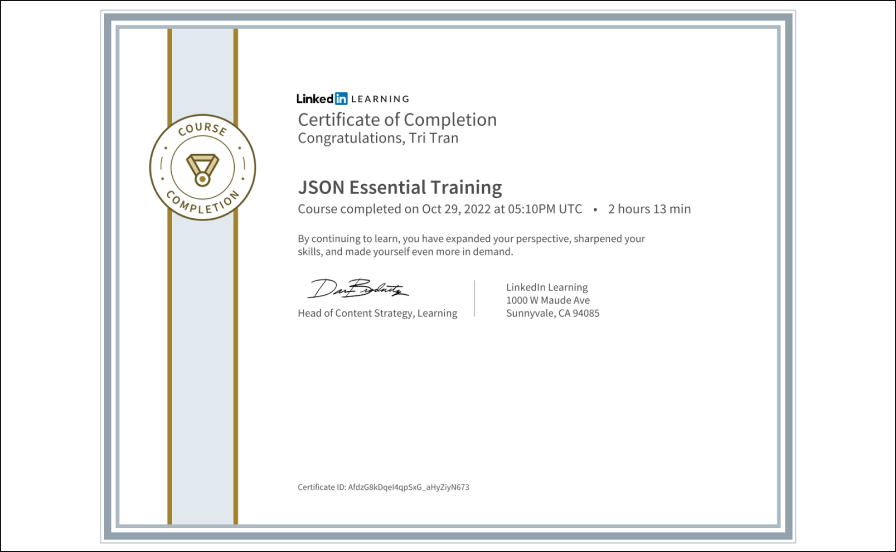 COURSE
COMPLETION
Linkedin LEARNING
Certificate of Completion
Congratulations, Tri Tran
JSON Essential Training
Course completed on Oct 29, 2022 at 05:10PM UTC • 2 hours 13 min
By continuing to learn, you have expanded your perspective, sharpened your
skills, and made yourself even more in demand.
Head of Content Strategy, Learning
LinkedIn Learning
1000 W Maude Ave
Sunnyvale, CA 94085
Certificate ID: AfdzG8kDqeI4qpSxG_aHyZiyN673